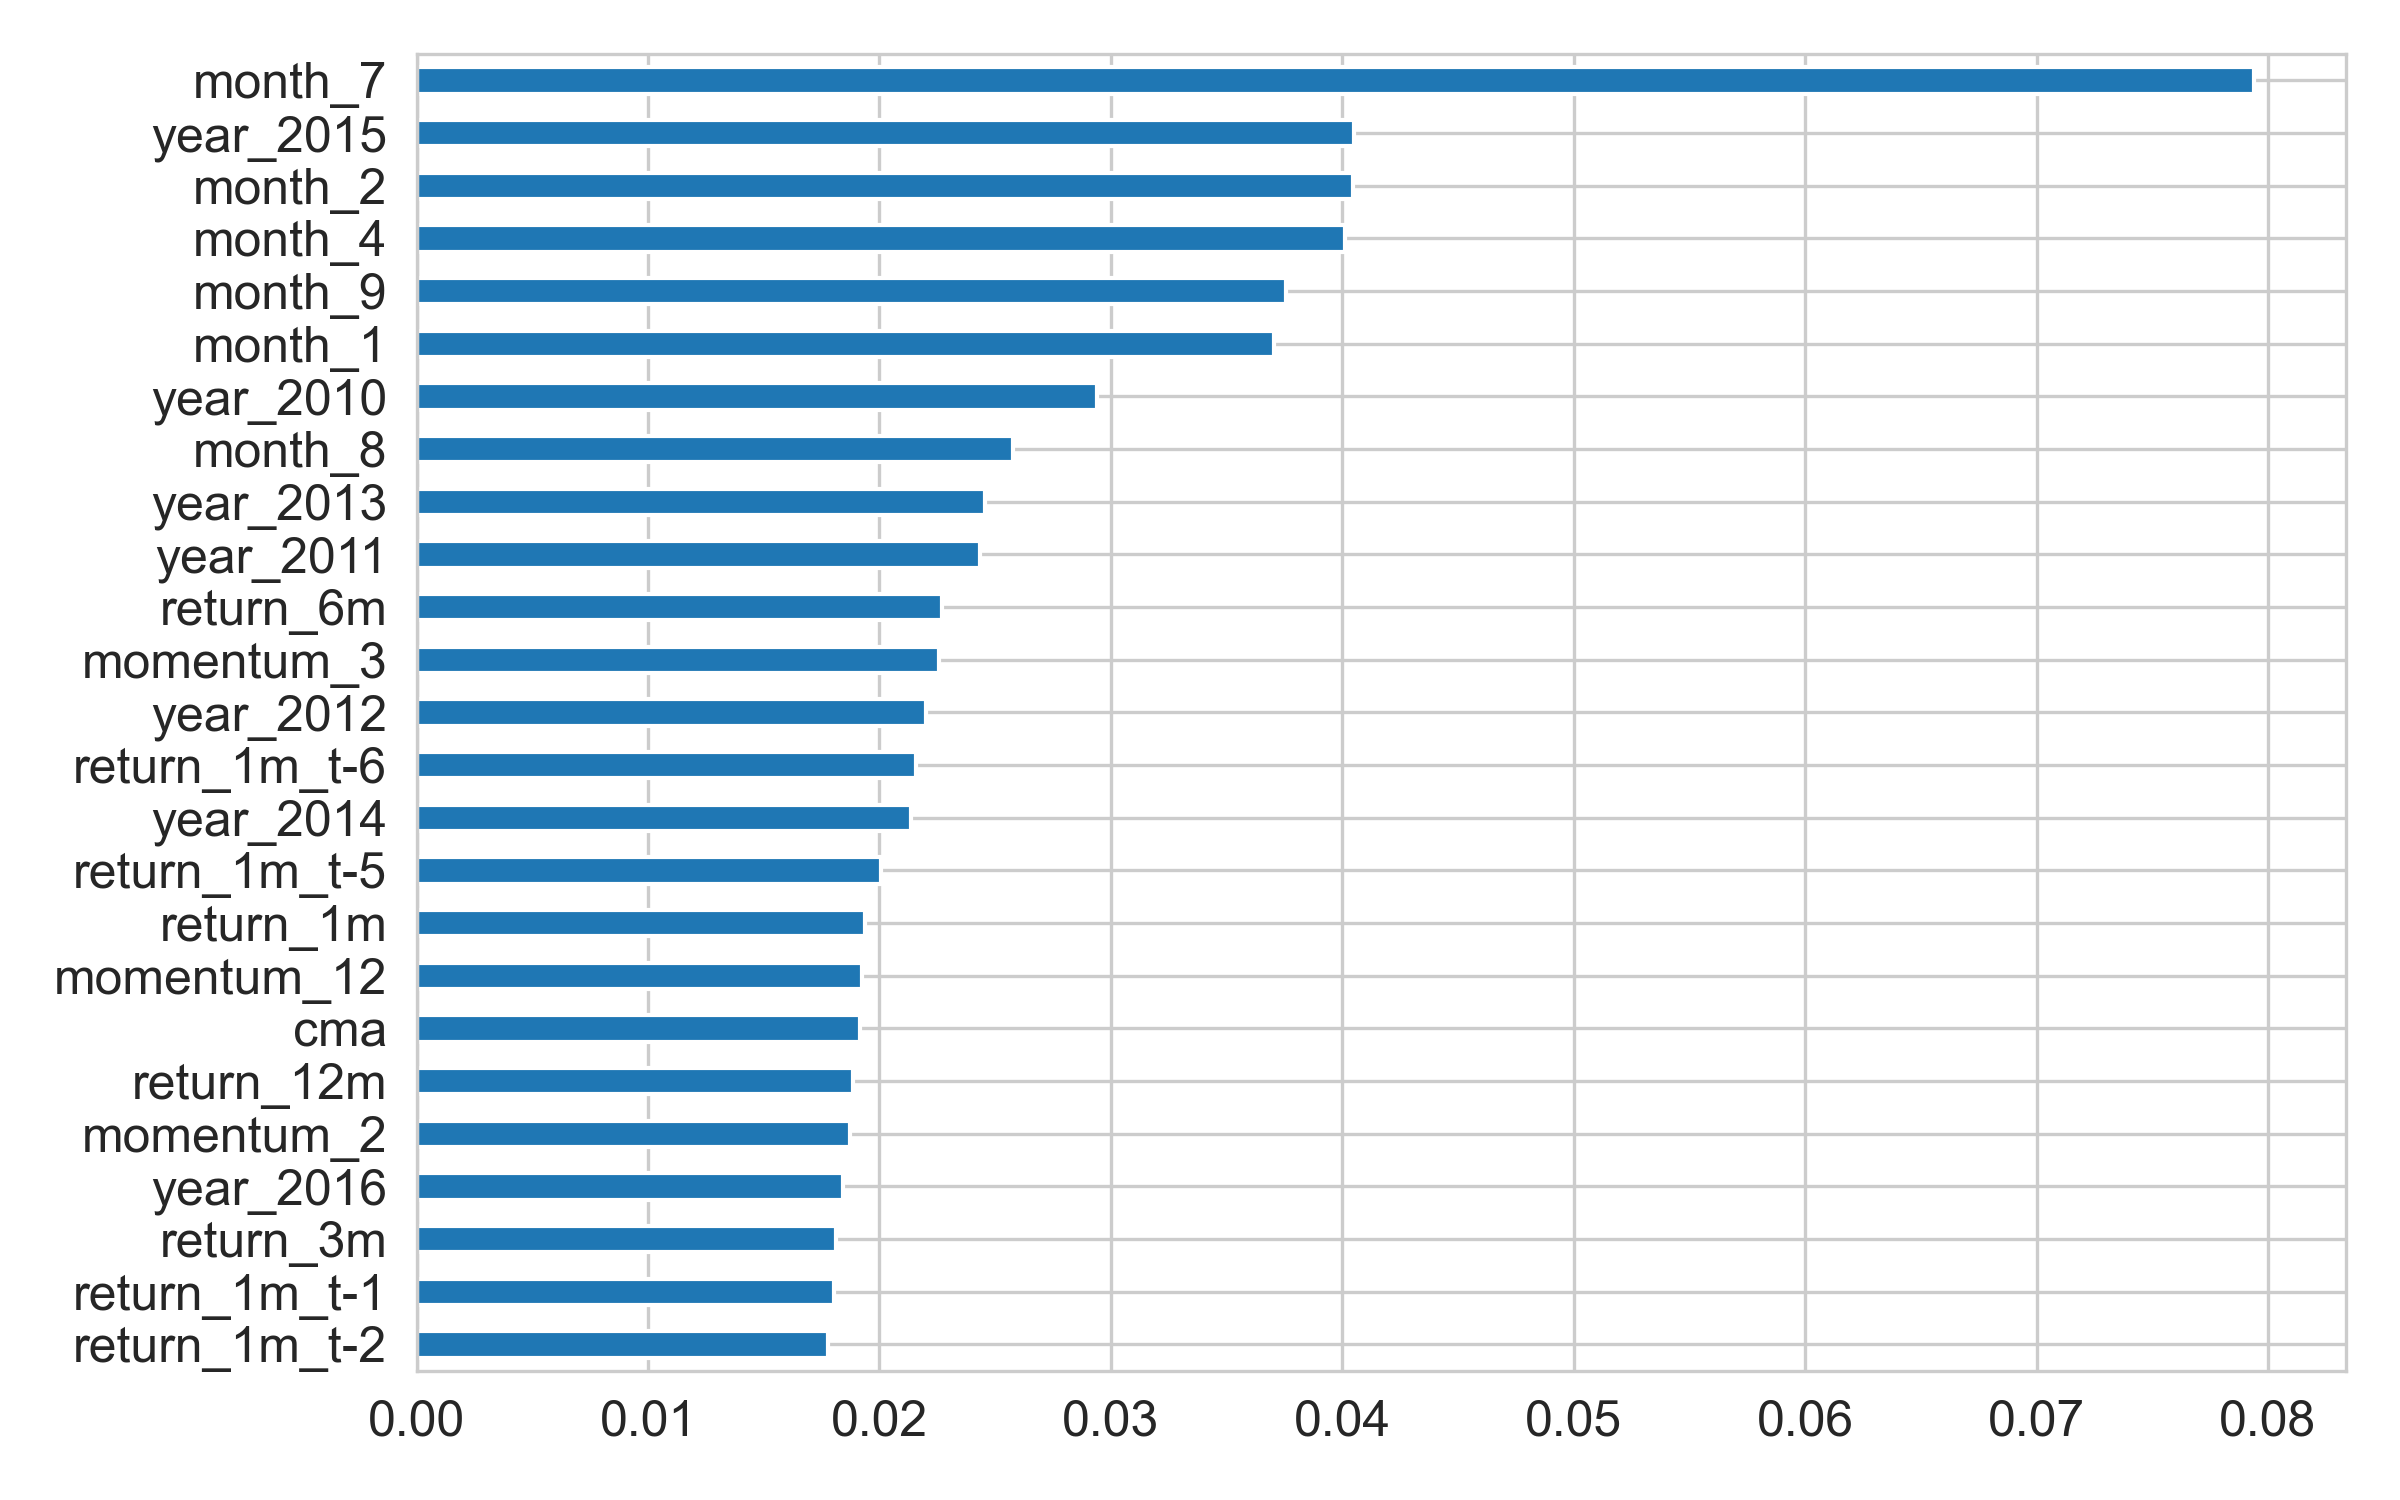 month_7
year_2015
month_2
month_4
month_9
month_1
year_2010
month_8
year_2013
year_2011
return_6m
momentum_3
year_2012
return_1m_t-6
year_2014
return_1m_t-5
return_1m
momentum_12
cma
return_12m
momentum_2
year_2016
return_3m
return_1m_t-1
return_1m_t-2
0.00 0.01 0.02 0.03 0.04 0.05 0.06 0.07 0.08